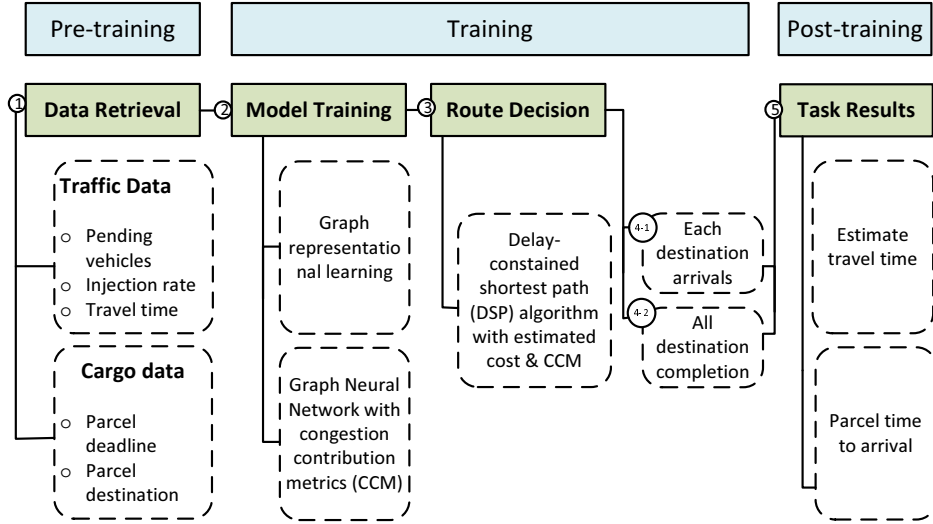 Pre-training
Training
Post-training
1
Data Retrieval
2
Model Training
3
Route Decision
5
Task Results
Traffic Data
o Pending
vehicles
o Injection rate
o Travel time
Cargo data
o Parcel
deadline
o Parcel
destination
Graph
representatio
nal learning
Graph Neural
Network with
congestion
contribution
metrics (CCM)
Delay-
constained
shortest path
(DSP) algorithm
with estimated
cost & CCM
4-1
Each
destination
arrivals
4-2
All
destination
completion
Estimate
travel time
Parcel time
to arrival